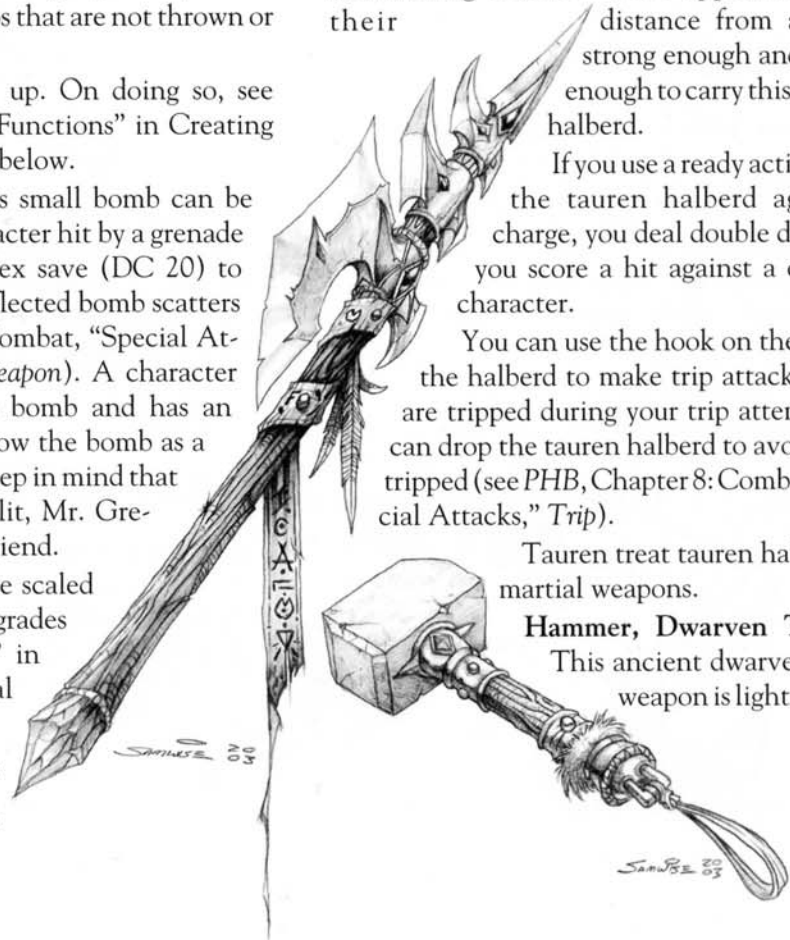 s that are not thrown or
up. On doing so, see
Functions” in Creating
below.
s small bomb can be
acter hit by a grenade
ex save (DC 20) to
lected bomb scatters
ombat, “Special At-
eapon). A character
bomb and has an
ow the bomb as a
ep in mind that
lit, Mr. Gre-
iend.
e scaled
grades
in
al
their
distance from a
strong enough and
enough to carry this
halberd.
If you use a ready acti
the tauren halberd ag
charge, you deal double d
you score a hit against a c
character.
You can use the hook on the
the halberd to make trip attack
are tripped during your trip atter
can drop the tauren halberd to avo
tripped (see PHB, Chapter 8: Comb
cial Attacks,” Trip).
Tauren treat tauren ha
martial weapons.
Hammer, Dwarven T
This ancient dwarve
weapon is light
SAMWISE 2003
SAMWISE 2003